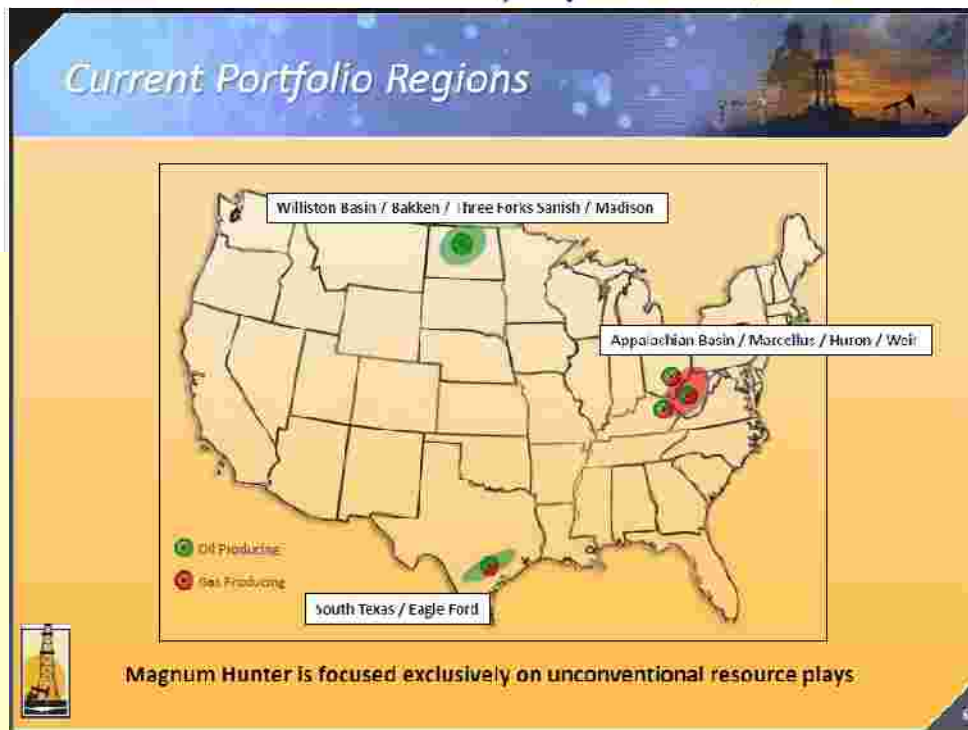 Current Portfolio Regions
Williston Basin / Bakken / Three Forks Sanish / Madison
Appalachian Basin / Marcellus / Huron / Weir
Oil Producing
Gas Producing
South Texas / Eagle Ford
Magnum Hunter is focused exclusively on unconventional resource plays